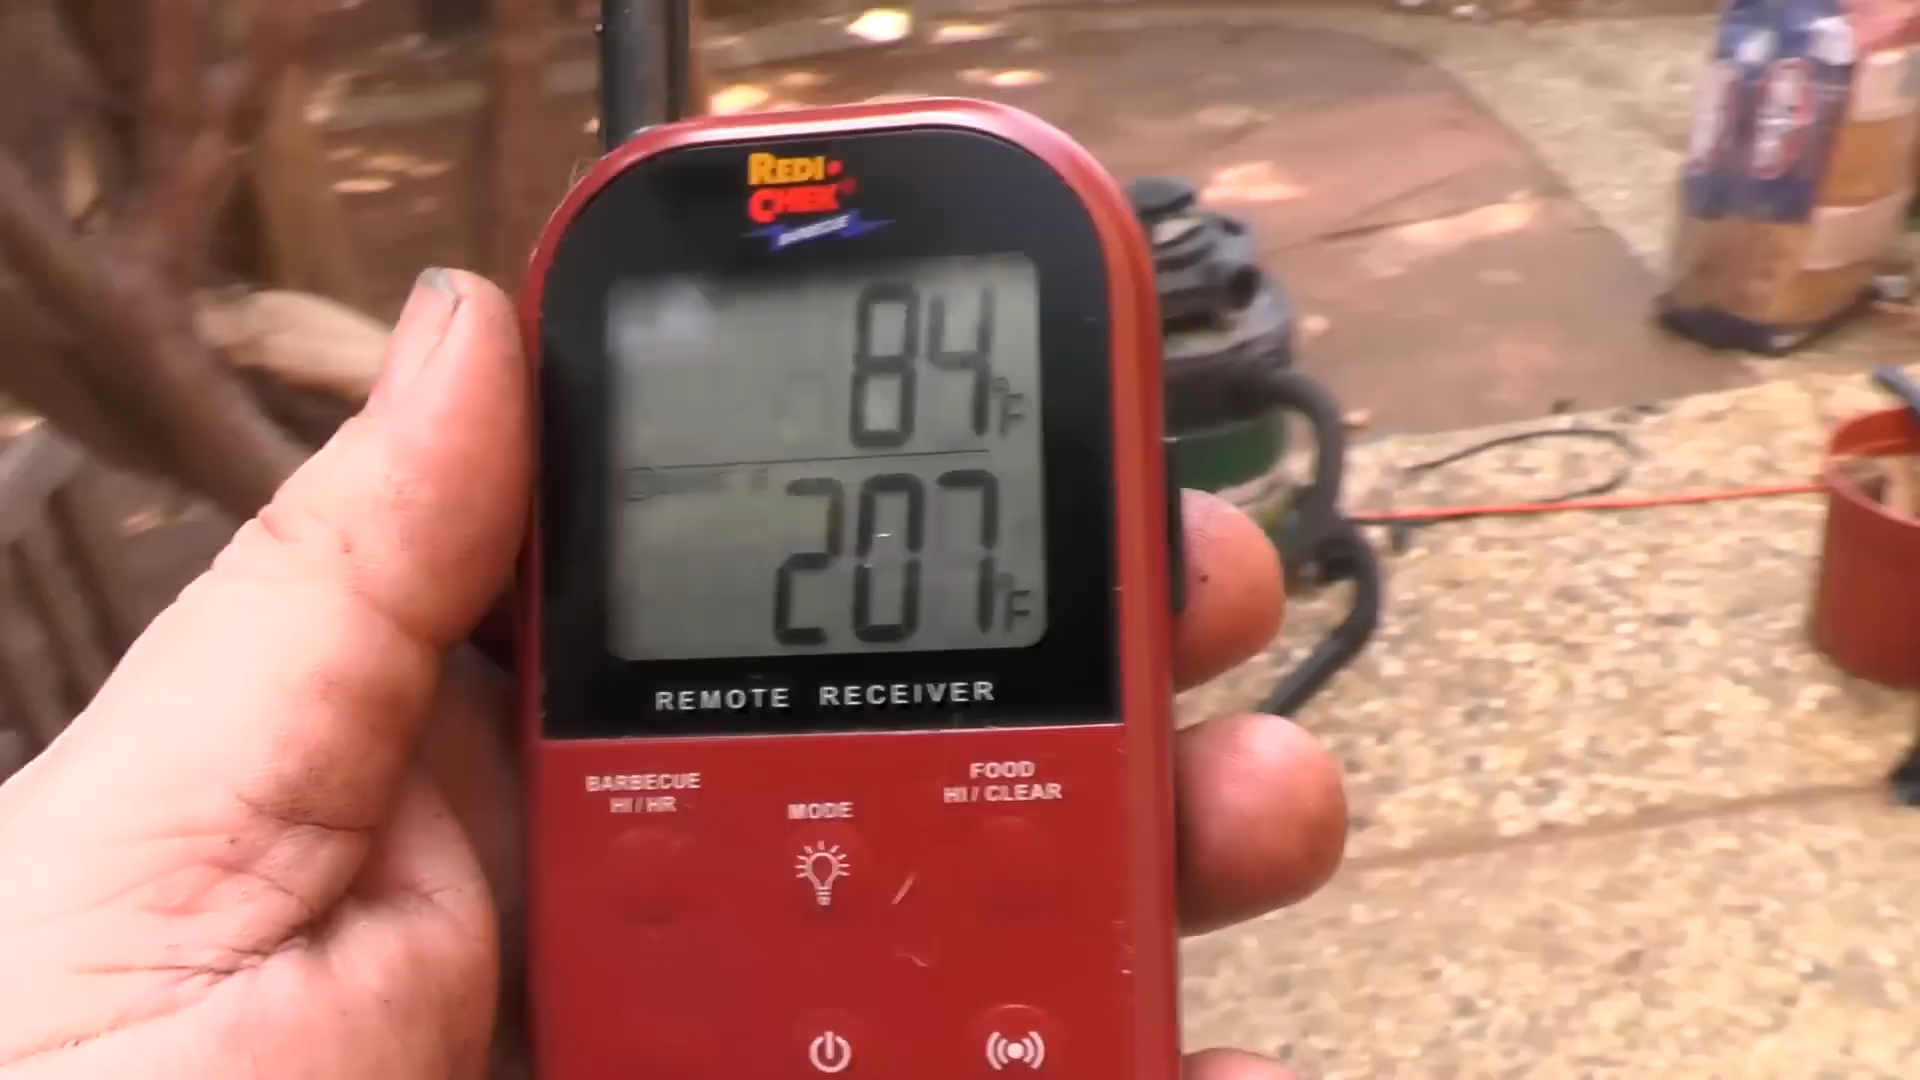 REDI
CHEK
84°F
207°F
REMOTE RECEIVER
BARBECUE
HI/HR
MODE
FOOD
HI/CLEAR